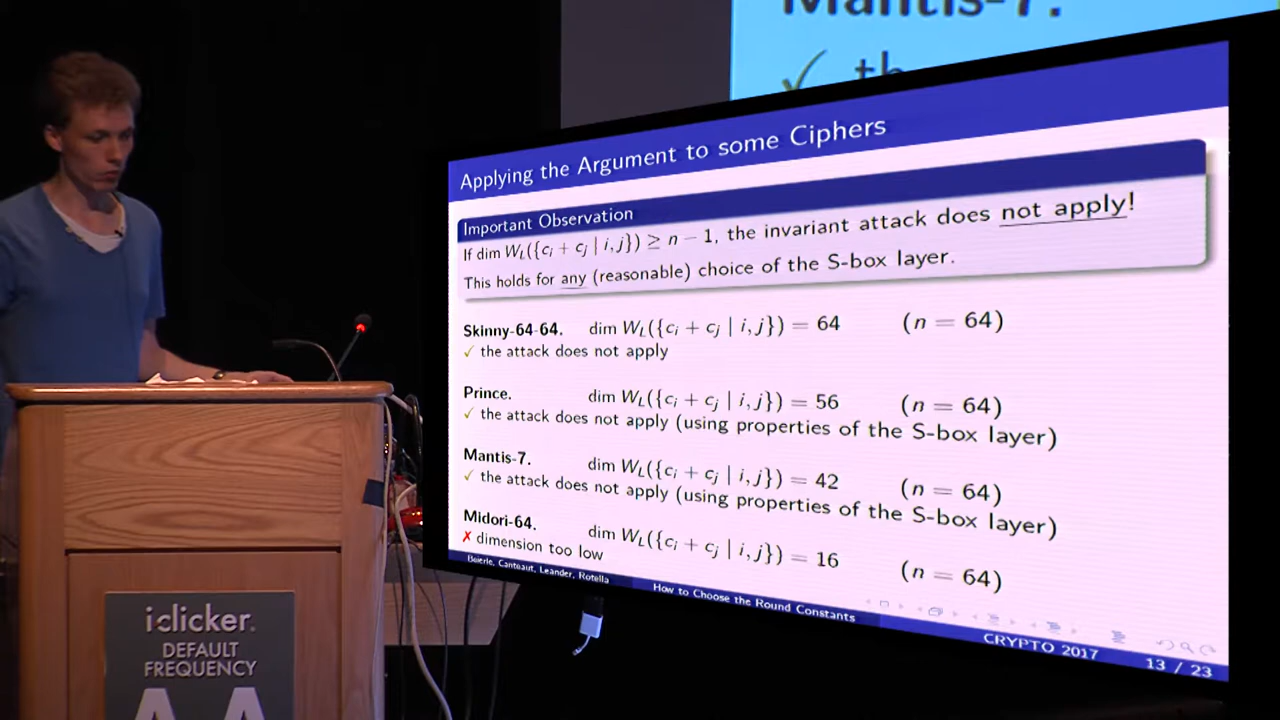 Mantis-7.
✓ th
Applying the Argument to some Ciphers
Important Observation
If dim W_L({c_i + c_j | i, j}) ≥ n − 1, the invariant attack does not apply!
This holds for any (reasonable) choice of the S-box layer.
Skinny-64-64. dim W_L({c_i + c_j | i, j}) = 64 (n = 64)
✓ the attack does not apply
Prince. dim W_L({c_i + c_j | i, j}) = 56 (n = 64)
✓ the attack does not apply (using properties of the S-box layer)
Mantis-7. dim W_L({c_i + c_j | i, j}) = 42 (n = 64)
✓ the attack does not apply (using properties of the S-box layer)
Midori-64. dim W_L({c_i + c_j | i, j}) = 16 (n = 64)
✗ dimension too low
Beierle, Canteaut, Leander, Rotella How to Choose the Round Constants CRYPTO 2017 13 / 23
iclicker.
DEFAULT
FREQUENCY
AA